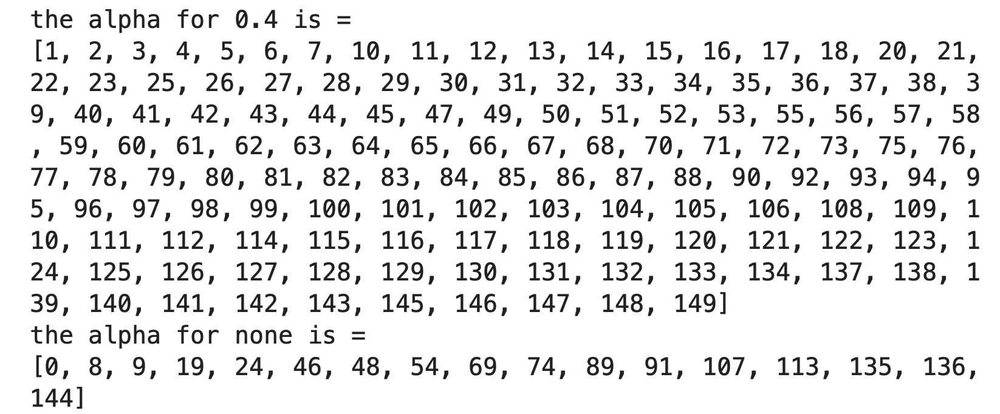 the alpha for 0.4 is =
[1, 2, 3, 4, 5, 6, 7, 10, 11, 12, 13, 14, 15, 16, 17, 18, 20, 21,
22, 23, 25, 26, 27, 28, 29, 30, 31, 32, 33, 34, 35, 36, 37, 38, 3
9, 40, 41, 42, 43, 44, 45, 47, 49, 50, 51, 52, 53, 55, 56, 57, 58
, 59, 60, 61, 62, 63, 64, 65, 66, 67, 68, 70, 71, 72, 73, 75, 76,
77, 78, 79, 80, 81, 82, 83, 84, 85, 86, 87, 88, 90, 92, 93, 94, 9
5, 96, 97, 98, 99, 100, 101, 102, 103, 104, 105, 106, 108, 109, 1
10, 111, 112, 114, 115, 116, 117, 118, 119, 120, 121, 122, 123, 1
24, 125, 126, 127, 128, 129, 130, 131, 132, 133, 134, 137, 138, 1
39, 140, 141, 142, 143, 145, 146, 147, 148, 149]
the alpha for none is =
[0, 8, 9, 19, 24, 46, 48, 54, 69, 74, 89, 91, 107, 113, 135, 136,
144]